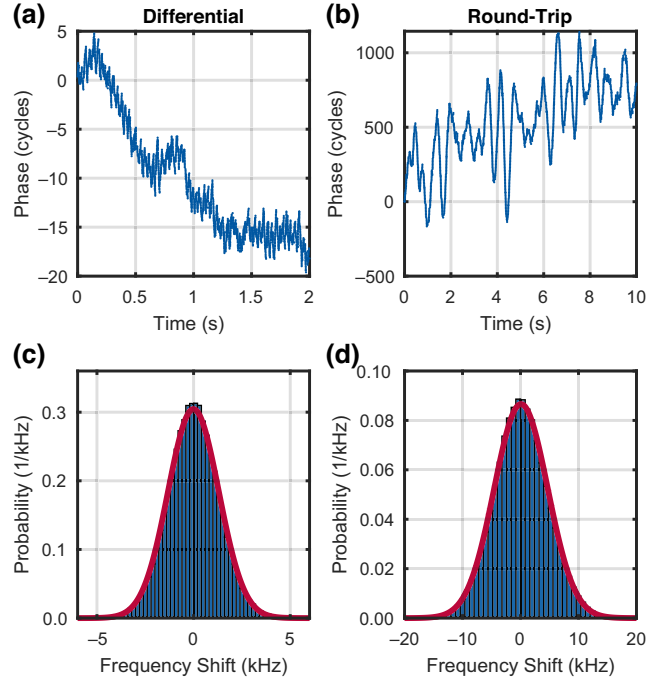 (a) Differential
5
0
−5
−10
−15
−20
Phase (cycles)
0 0.5 1 1.5 2
Time (s)
(b) Round-Trip
1000
500
0
−500
Phase (cycles)
0 2 4 6 8 10
Time (s)
(c)
0.3
0.2
0.1
0.0
Probability (1/kHz)
−5 0 5
Frequency Shift (kHz)
(d)
0.10
0.08
0.06
0.04
0.02
0.00
Probability (1/kHz)
−20 −10 0 10 20
Frequency Shift (kHz)